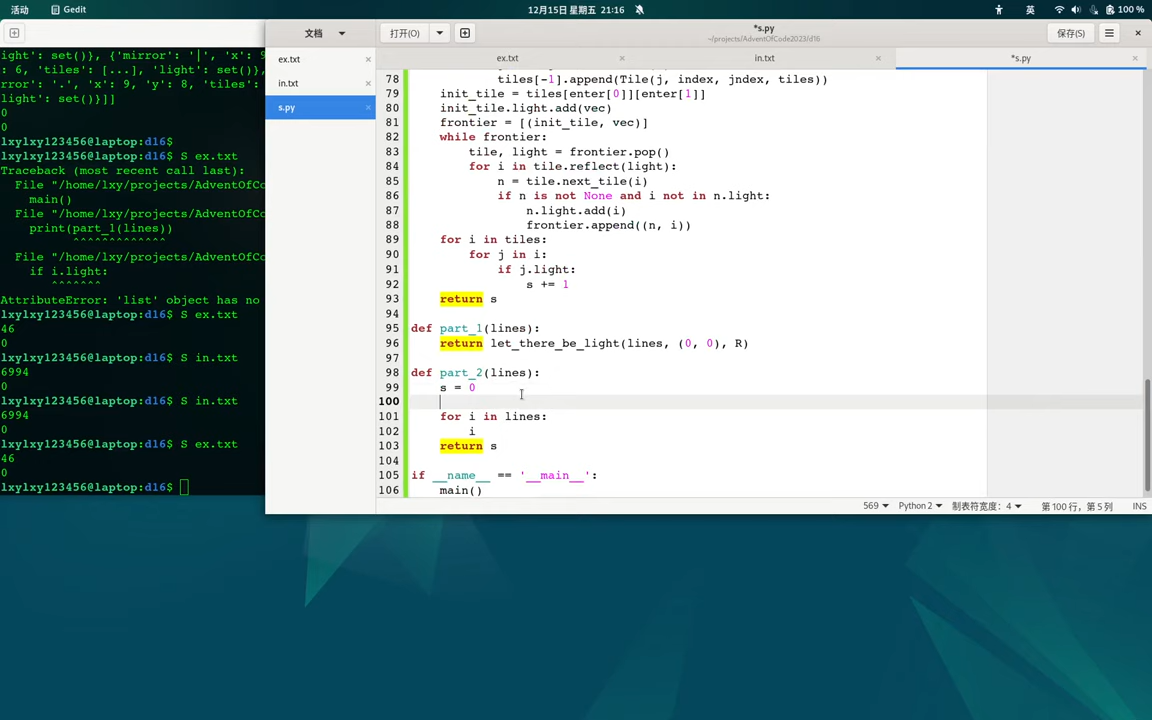 活动
Gedit
12月15日 星期五 21:16
英
100 %
ight': set()}, {'mirror': '|', 'x': 9
: 6, 'tiles': [...], 'light': set()},
rror': '.', 'x': 9, 'y': 8, 'tiles':
light': set()}]]
0
0
lxylxy123456@laptop:d16$
lxylxy123456@laptop:d16$ S ex.txt
Traceback (most recent call last):
File "/home/lxy/projects/AdventOfCo
main()
File "/home/lxy/projects/AdventOfCo
print(part_1(lines))
^^^^^^^^^^^^^
File "/home/lxy/projects/AdventOfCo
if i.light:
^^^^^^^
AttributeError: 'list' object has no
lxylxy123456@laptop:d16$ S ex.txt
46
0
lxylxy123456@laptop:d16$ S in.txt
6994
0
lxylxy123456@laptop:d16$ S in.txt
6994
0
lxylxy123456@laptop:d16$ S ex.txt
46
0
lxylxy123456@laptop:d16$
文档
ex.txt
in.txt
s.py
打开(O)
*s.py
~/projects/AdventOfCode2023/d16
保存(S)
ex.txt
in.txt
*s.py
78 tiles[-1].append(Tile(j, index, jndex, tiles))
79 init_tile = tiles[enter[0]][enter[1]]
80 init_tile.light.add(vec)
81 frontier = [(init_tile, vec)]
82 while frontier:
83 tile, light = frontier.pop()
84 for i in tile.reflect(light):
85 n = tile.next_tile(i)
86 if n is not None and i not in n.light:
87 n.light.add(i)
88 frontier.append((n, i))
89 for i in tiles:
90 for j in i:
91 if j.light:
92 s += 1
93 return s
94
95 def part_1(lines):
96 return let_there_be_light(lines, (0, 0), R)
97
98 def part_2(lines):
99 s = 0
100
101 for i in lines:
102 i
103 return s
104
105 if __name__ == '__main__':
106 main()
569
Python 2
制表符宽度：4
第 100 行，第 5 列
INS